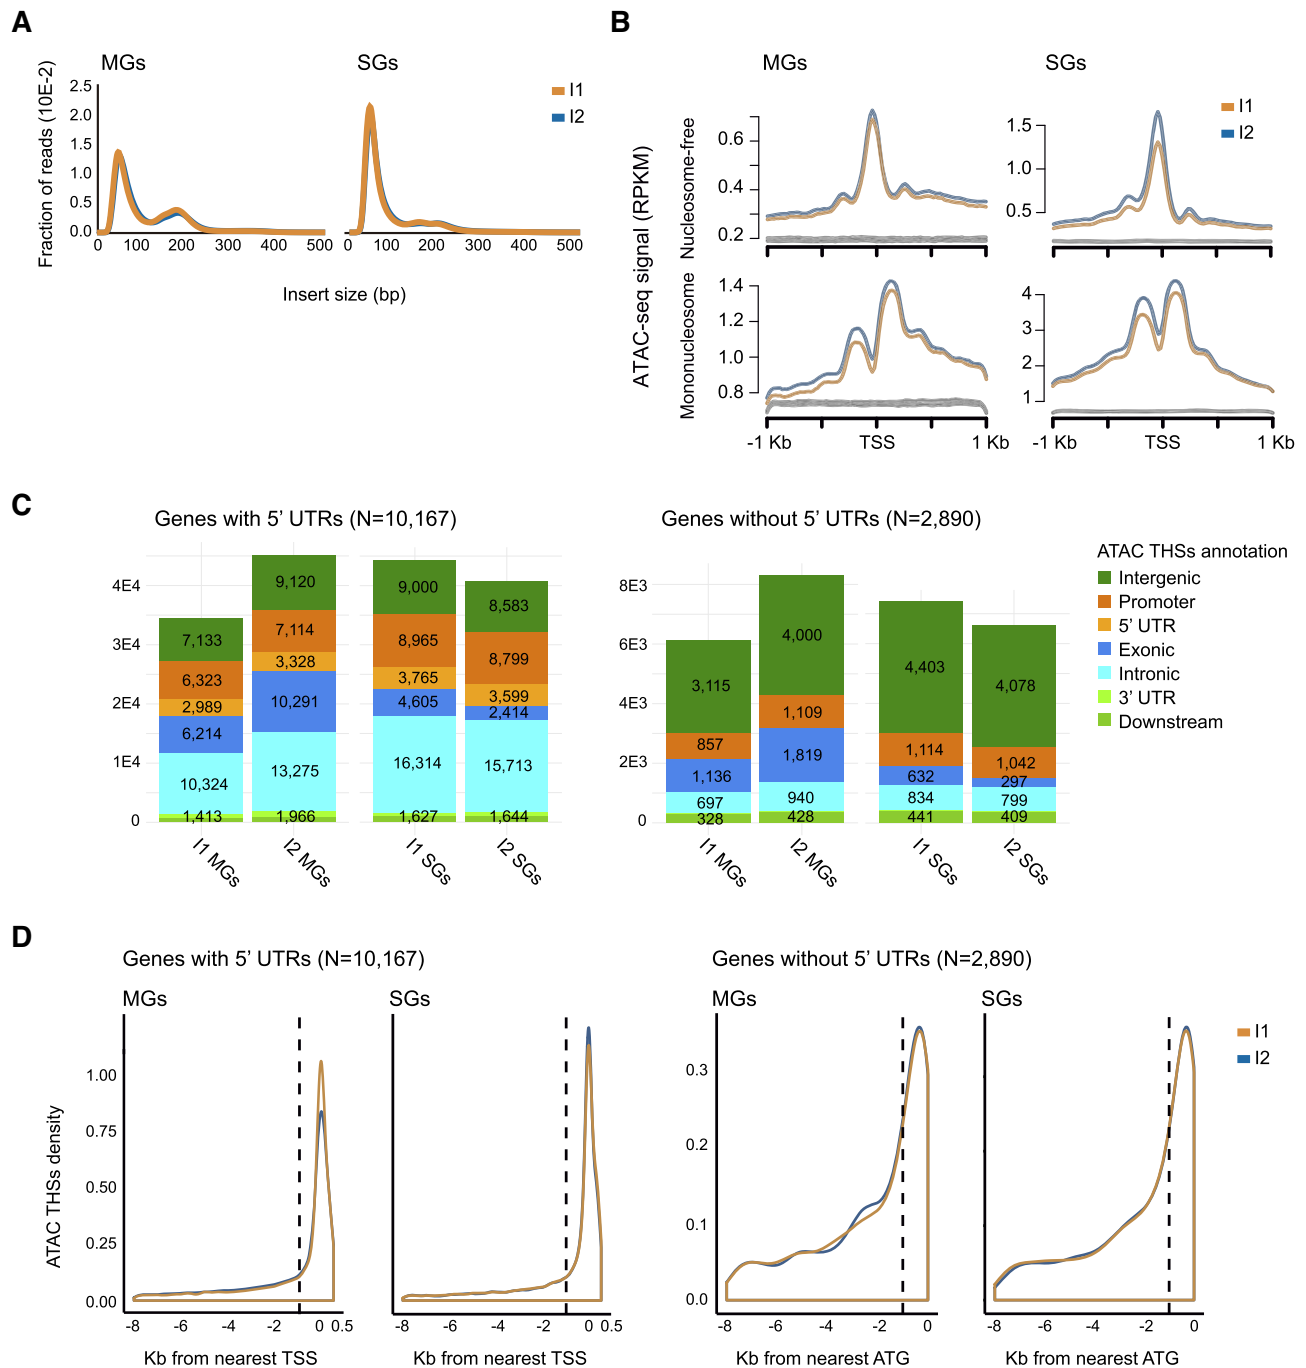 A
MGs
SGs
Fraction of reads (10E-2)
2.5
2.0
1.5
1.0
0.5
0.0
0 100 200 300 400 500
0 100 200 300 400 500
I1
I2
Insert size (bp)
B
MGs
SGs
I1
I2
ATAC-seq signal (RPKM)
Nucleosome-free
0.6
0.4
0.2
1.5
1.0
0.5
Mononucleosome
1.4
1.2
1.0
0.8
4
3
2
1
-1 Kb TSS 1 Kb
-1 Kb TSS 1 Kb
C
Genes with 5’ UTRs (N=10,167)
4E4
3E4
2E4
1E4
0
7,133
6,323
2,989
6,214
10,324
1,413
9,120
7,114
3,328
10,291
13,275
1,966
9,000
8,965
3,765
4,605
16,314
1,627
8,583
8,799
3,599
2,414
15,713
1,644
I1 MGs
I2 MGs
I1 SGs
I2 SGs
Genes without 5’ UTRs (N=2,890)
8E3
6E3
4E3
2E3
0
3,115
857
1,136
697
328
4,000
1,109
1,819
940
428
4,403
1,114
632
834
441
4,078
1,042
297
799
409
I1 MGs
I2 MGs
I1 SGs
I2 SGs
ATAC THSs annotation
Intergenic
Promoter
5’ UTR
Exonic
Intronic
3’ UTR
Downstream
D
Genes with 5’ UTRs (N=10,167)
MGs
SGs
ATAC THSs density
1.00
0.75
0.50
0.25
0.00
-8 -6 -4 -2 0 0.5
-8 -6 -4 -2 0 0.5
Kb from nearest TSS
Kb from nearest TSS
Genes without 5’ UTRs (N=2,890)
MGs
SGs
0.3
0.2
0.1
0.0
-8 -6 -4 -2 0
-8 -6 -4 -2 0
Kb from nearest ATG
Kb from nearest ATG
I1
I2